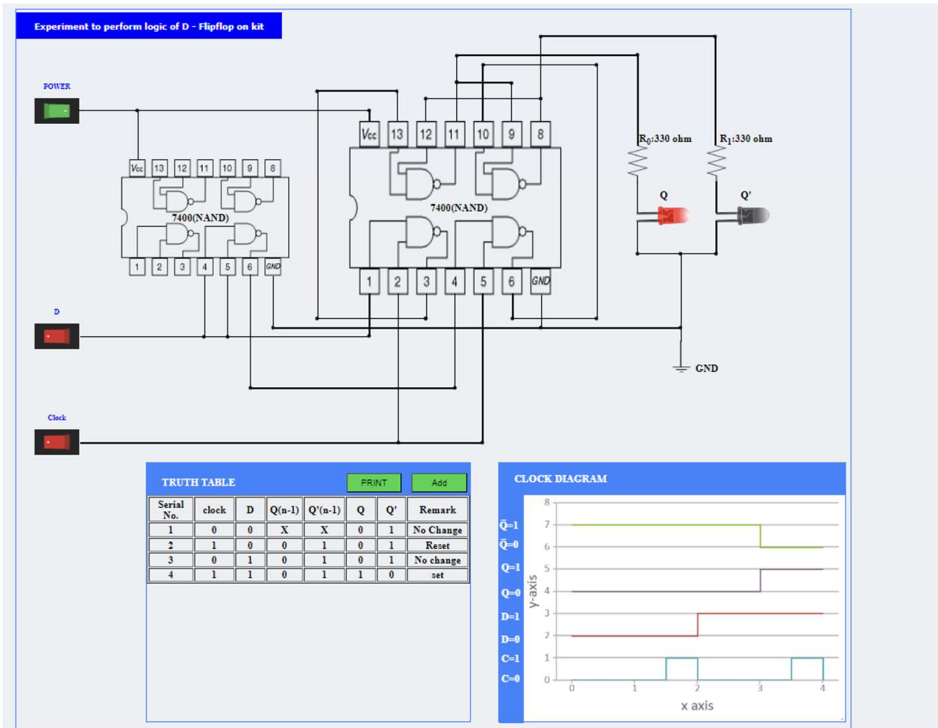 Experiment to perform logic of D - Flipflop on kit
POWER
Vcc 13 12 11 10 9 8
7400(NAND)
1 2 3 4 5 6 GND
Vcc 13 12 11 10 9 8
7400(NAND)
1 2 3 4 5 6 GND
R0:330 ohm R1:330 ohm
Q Q'
GND
D
Clock
TRUTH TABLE PRINT Add
Serial No. clock D Q(n-1) Q'(n-1) Q Q' Remark
1 0 0 X X 0 1 No Change
2 1 0 0 1 0 1 Reset
3 0 1 0 1 0 1 No change
4 1 1 0 1 1 0 set
CLOCK DIAGRAM
Q̅=1
Q̅=0
Q=1
Q=0
D=1
D=0
C=1
C=0
y-axis
8
7
6
5
4
3
2
1
0
0 1 2 3 4
x axis